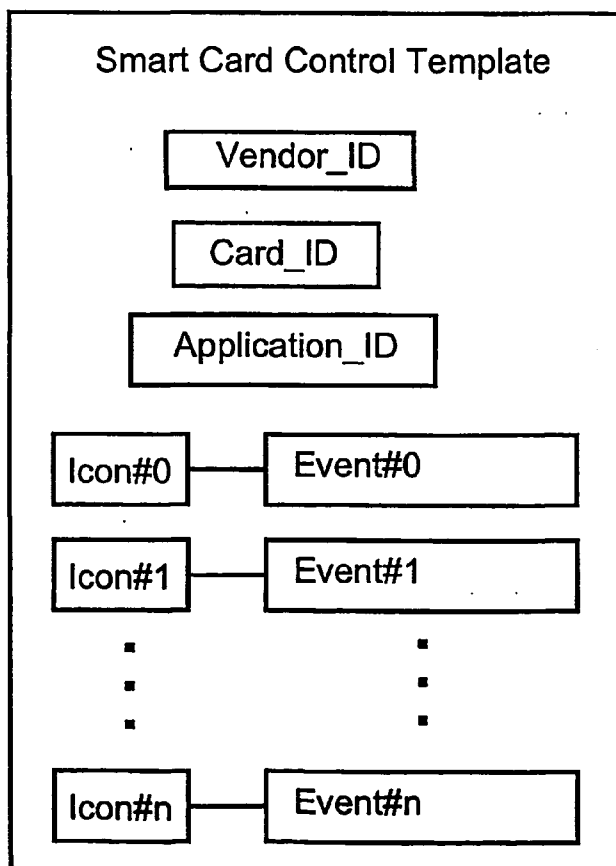 Smart Card Control Template
Vendor_ID
Card_ID
Application_ID
Icon#0 Event#0
Icon#1 Event#1
Icon#n Event#n